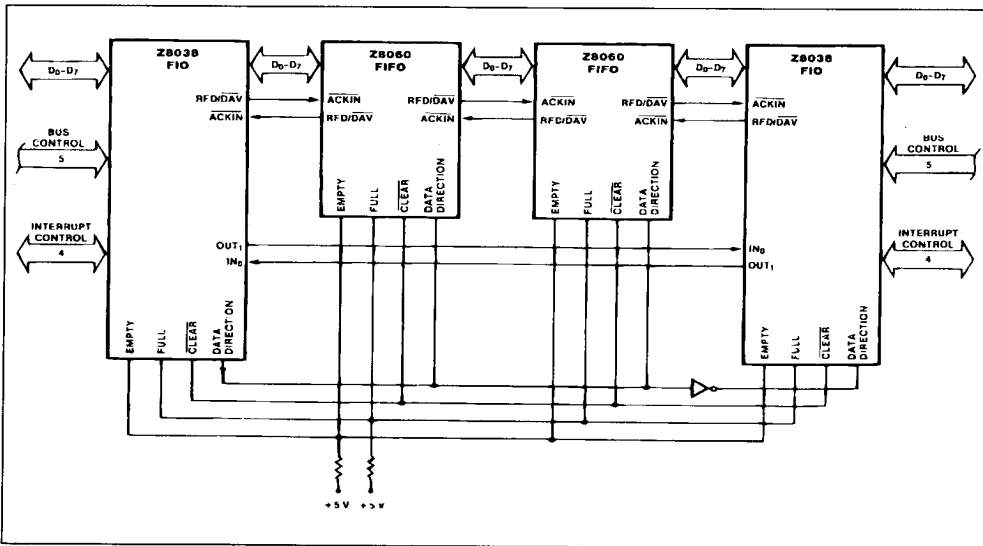 Z8038
FIO
Z8060
FIFO
Z8060
FIFO
Z8038
FIO
D0-D7
D0-D7
D0-D7
D0-D7
D0-D7
RFD/DAV
ACKIN
ACKIN
RFD/DAV
RFD/DAV
ACKIN
ACKIN
RFD/DAV
RFD/DAV
ACKIN
ACKIN
RFD/DAV
BUS
CONTROL
5
BUS
CONTROL
5
EMPTY
FULL
CLEAR
DATA
DIRECTION
EMPTY
FULL
CLEAR
DATA
DIRECTION
INTERRUPT
CONTROL
4
OUT1
IN0
IN0
OUT1
INTERRUPT
CONTROL
4
EMPTY
FULL
CLEAR
DATA
DIRECTION
EMPTY
FULL
CLEAR
DATA
DIRECTION
+5V
+5V